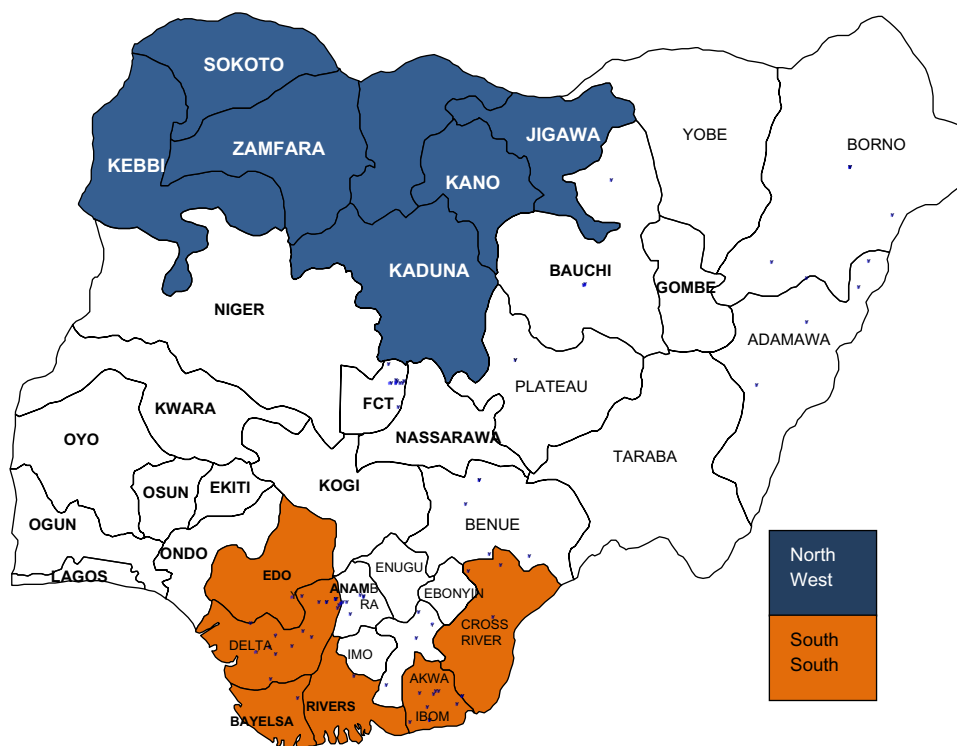 SOKOTO
ZAMFARA
KEBBI
JIGAWA
KANO
YOBE
BORNO
KADUNA
BAUCHI
GOMBE
NIGER
ADAMAWA
PLATEAU
FCT
KWARA
NASSARAWA
OYO
TARABA
OSUN
EKITI
KOGI
OGUN
BENUE
ONDO
LAGOS
EDO
ENUGU
ANAMB
RA
EBONYIN
CROSS
RIVER
DELTA
IMO
AKWA
IBOM
RIVERS
BAYELSA
North
West
South
South